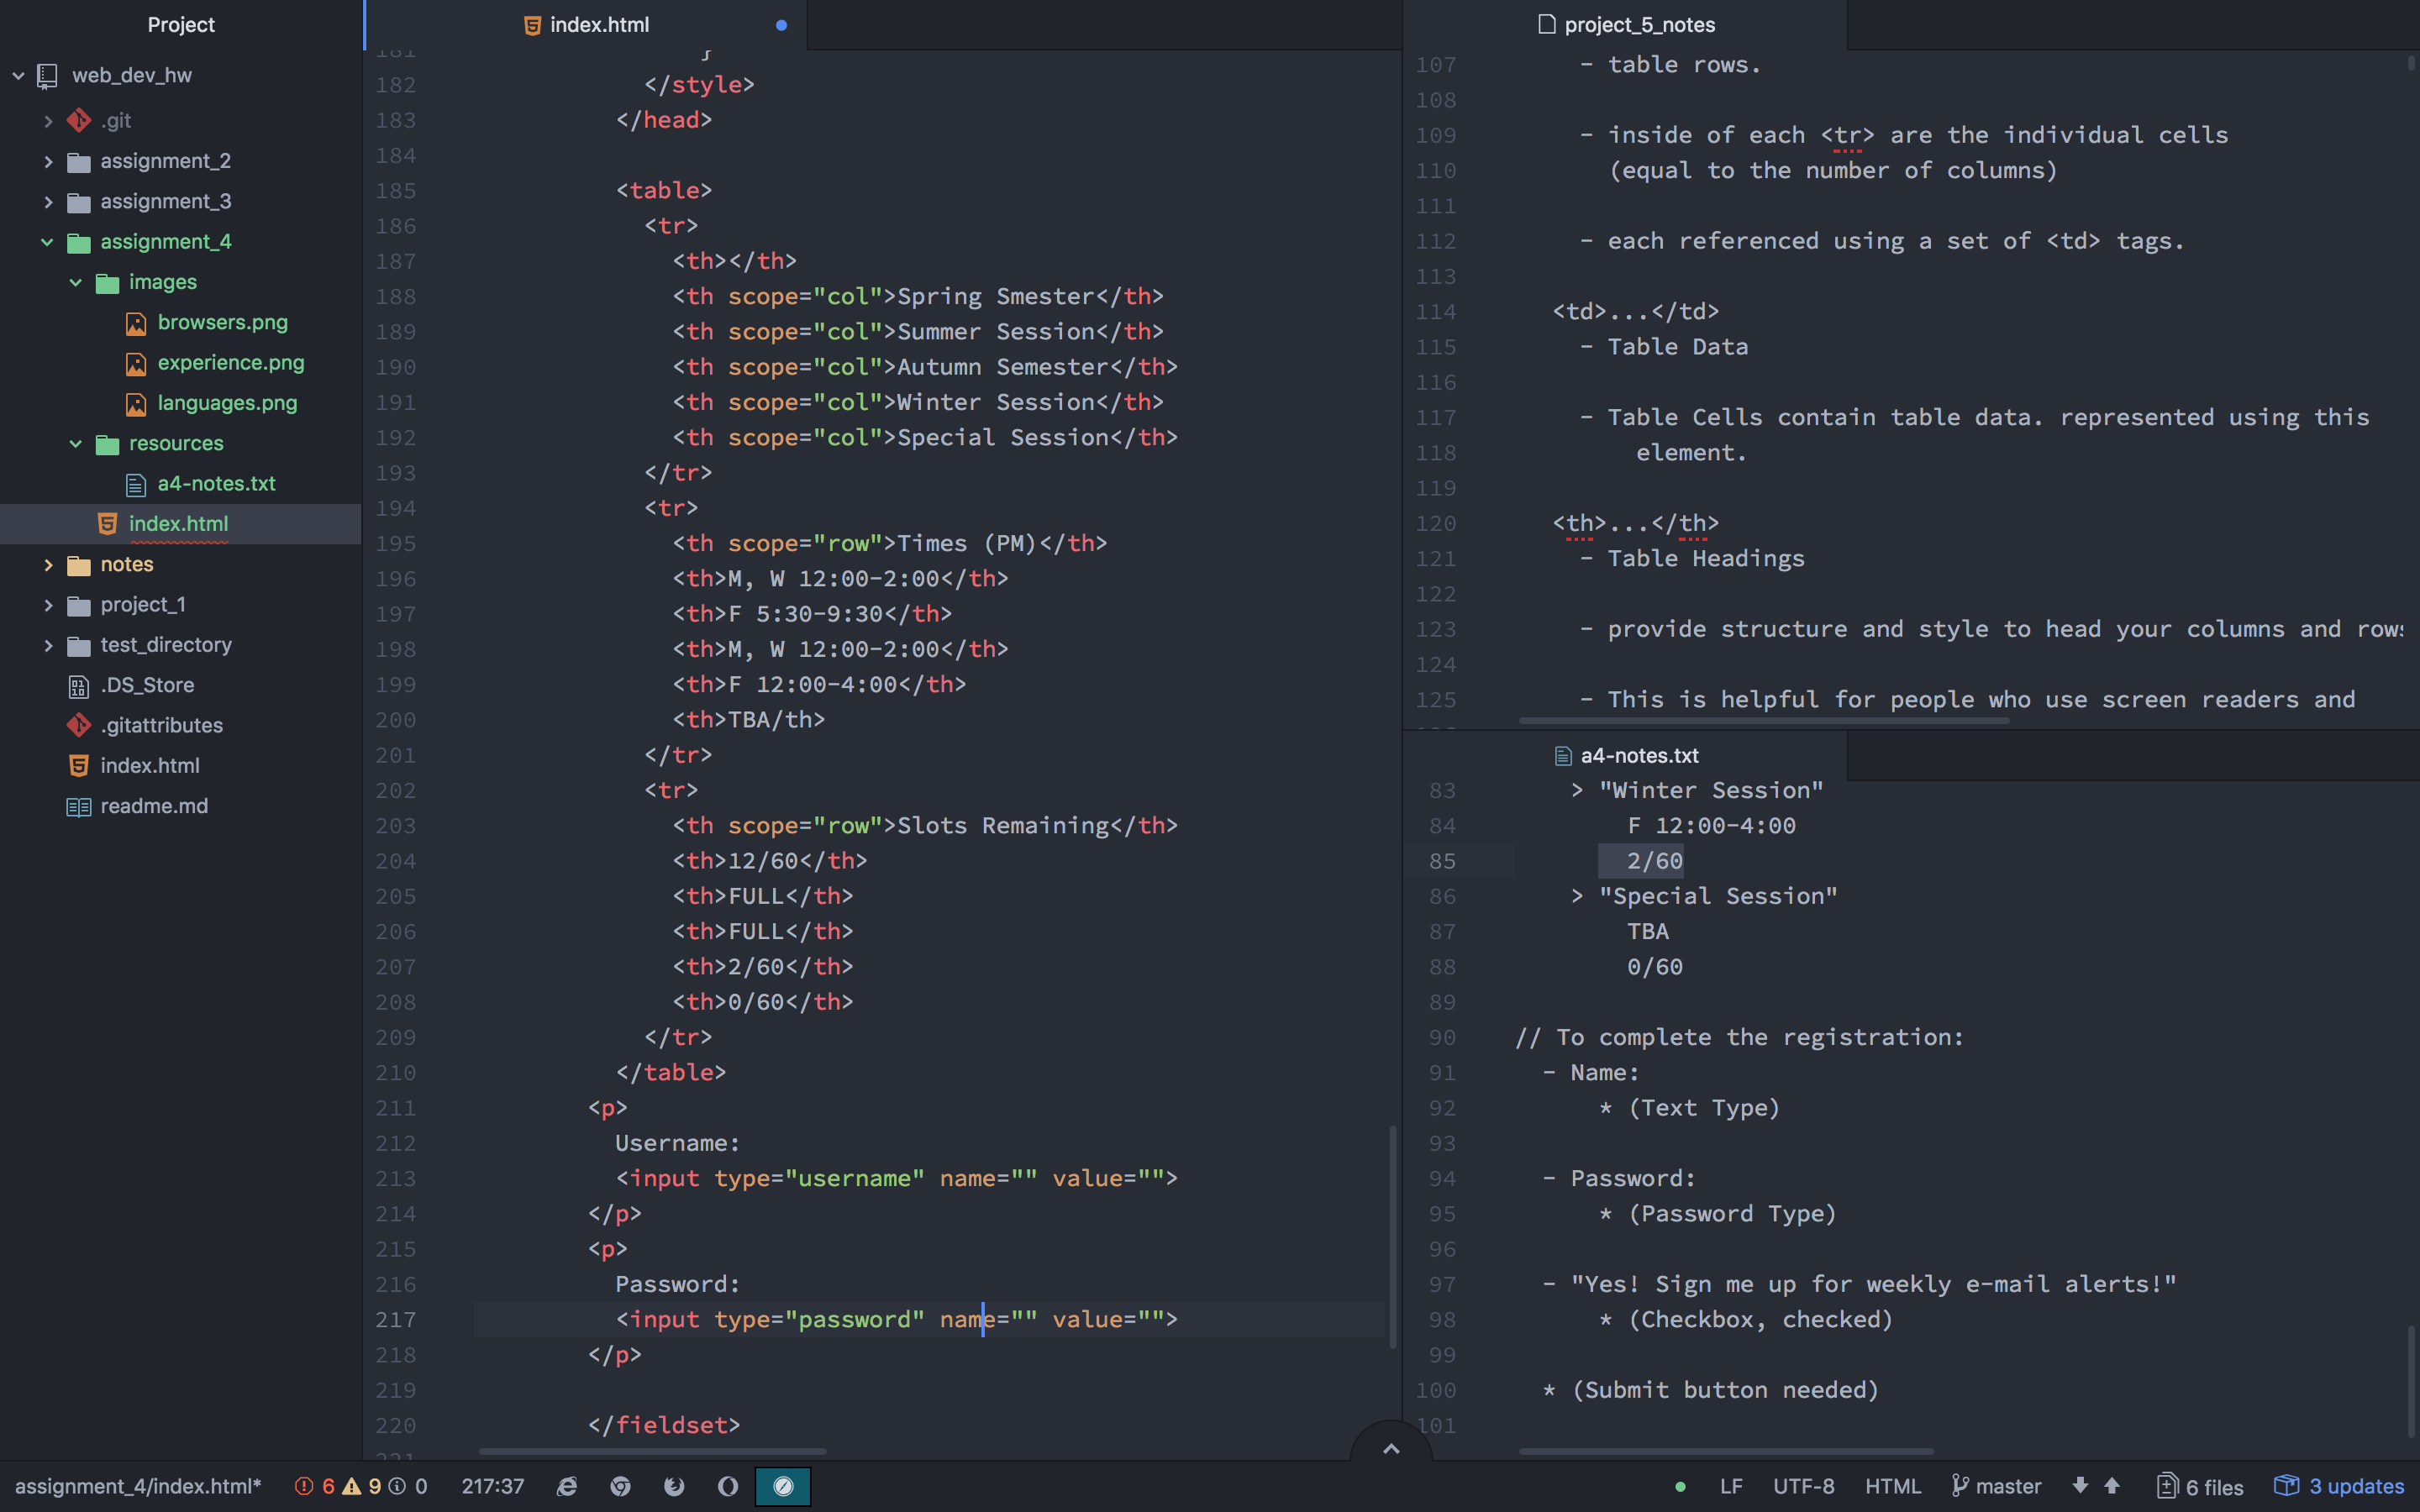 Project
web_dev_hw
.git
assignment_2
assignment_3
assignment_4
images
browsers.png
experience.png
languages.png
resources
a4-notes.txt
index.html
notes
project_1
test_directory
.DS_Store
.gitattributes
index.html
readme.md
index.html
181 }
182 </style>
183 </head>
184
185 <table>
186 <tr>
187 <th></th>
188 <th scope="col">Spring Smester</th>
189 <th scope="col">Summer Session</th>
190 <th scope="col">Autumn Semester</th>
191 <th scope="col">Winter Session</th>
192 <th scope="col">Special Session</th>
193 </tr>
194 <tr>
195 <th scope="row">Times (PM)</th>
196 <th>M, W 12:00-2:00</th>
197 <th>F 5:30-9:30</th>
198 <th>M, W 12:00-2:00</th>
199 <th>F 12:00-4:00</th>
200 <th>TBA/th>
201 </tr>
202 <tr>
203 <th scope="row">Slots Remaining</th>
204 <th>12/60</th>
205 <th>FULL</th>
206 <th>FULL</th>
207 <th>2/60</th>
208 <th>0/60</th>
209 </tr>
210 </table>
211 <p>
212 Username:
213 <input type="username" name="" value="">
214 </p>
215 <p>
216 Password:
217 <input type="password" name="" value="">
218 </p>
219
220 </fieldset>
221
project_5_notes
107 - table rows.
108
109 - inside of each <tr> are the individual cells
110 (equal to the number of columns)
111
112 - each referenced using a set of <td> tags.
113
114 <td>...</td>
115 - Table Data
116
117 - Table Cells contain table data. represented using this
118 element.
119
120 <th>...</th>
121 - Table Headings
122
123 - provide structure and style to head your columns and rows
124
125 - This is helpful for people who use screen readers and
a4-notes.txt
83 > "Winter Session"
84 F 12:00-4:00
85 2/60
86 > "Special Session"
87 TBA
88 0/60
89
90 // To complete the registration:
91 - Name:
92 * (Text Type)
93
94 - Password:
95 * (Password Type)
96
97 - "Yes! Sign me up for weekly e-mail alerts!"
98 * (Checkbox, checked)
99
100 * (Submit button needed)
101
assignment_4/index.html* 6 9 0 217:37 LF UTF-8 HTML master 6 files 3 updates